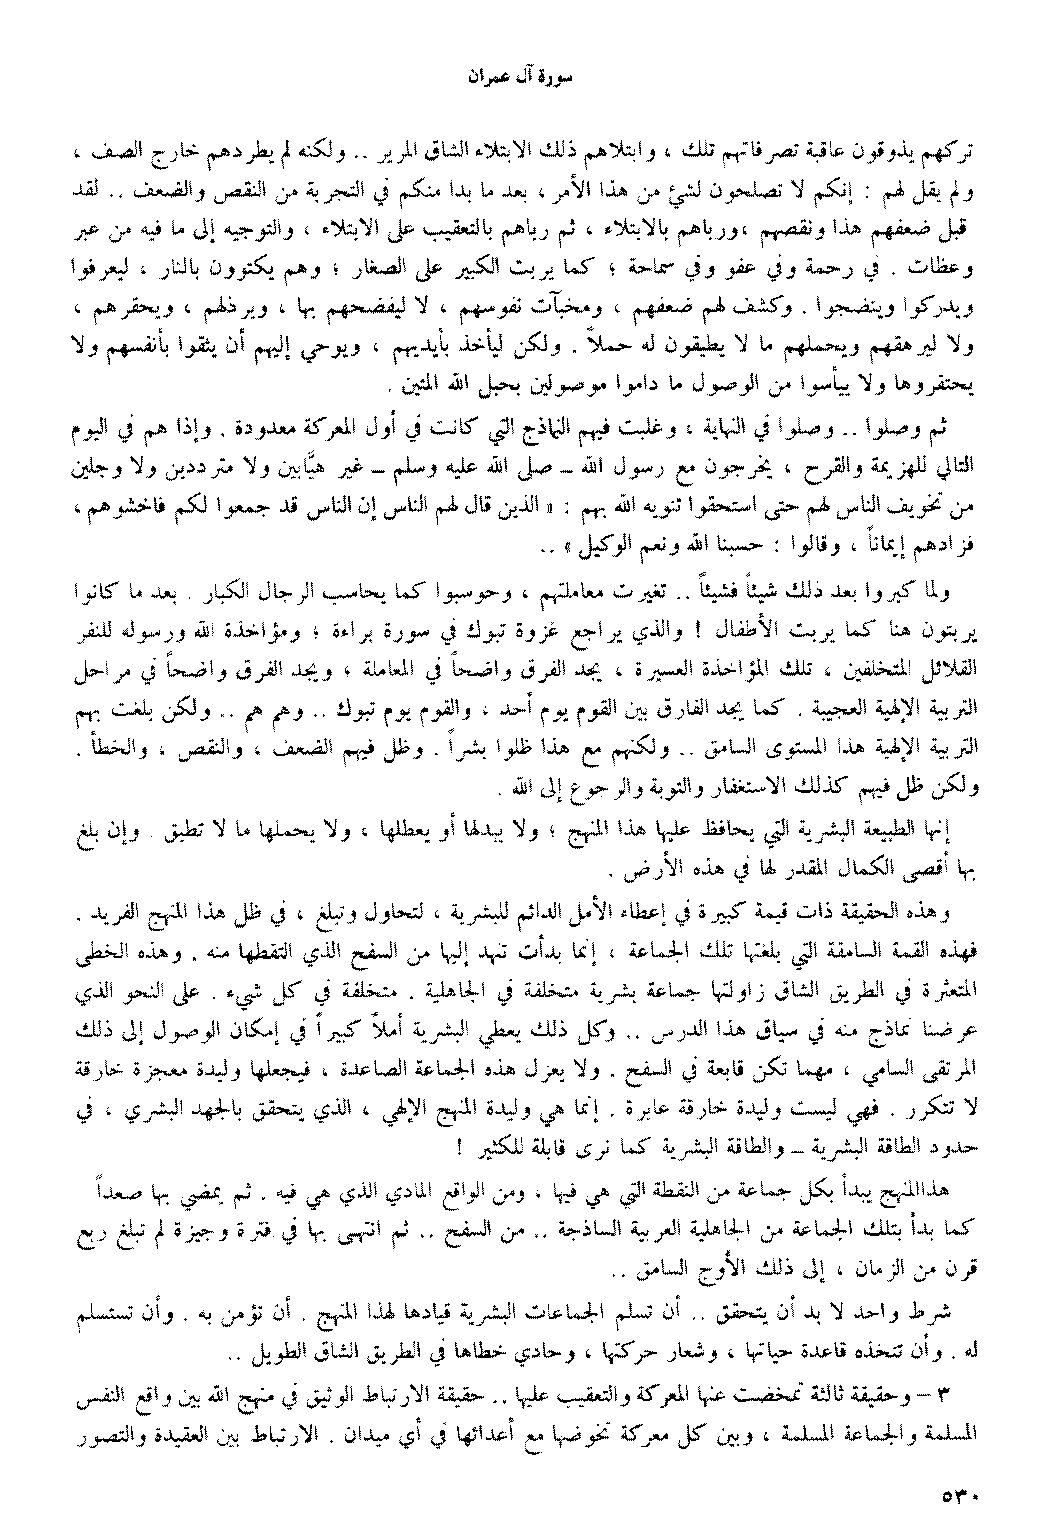 سورة آل عمران
تركهم يذوقون عاقبة تصرفاتهم تلك ، وابتلاهم ذلك الابتلاء الشاق المرير .. ولكنه لم يطردهم خارج الصف ،
ولم يقل لهم : إنكم لا تصلحون لشئ من هذا الأمر ، بعد ما بدا منكم في التجربة من النقص والضعف .. لقد
قبل ضعفهم هذا ونقصهم ،ورباهم بالابتلاء ، ثم رباهم بالتعقيب على الابتلاء ، والتوجيه إلى ما فيه من عبر
وعظات . في رحمة وفي عفو وفي سماحة ؛ كما يربت الكبير على الصغار ؛ وهم يكتوون بالنار ، ليعرفوا
ويدركوا وينضجوا . وكشف لهم ضعفهم ، ومخبآت نفوسهم ، لا ليفضحهم بها ، ويرذلهم ، ويحقرهم ،
ولا ليرهقهم ويحملهم ما لا يطيقون له حملاً . ولكن ليأخذ بأيديهم ، ويوحي إليهم أن يثقوا بأنفسهم ولا
يحتقروها ولا ييأسوا من الوصول ما داموا موصولين بحبل الله المتين .
ثم وصلوا .. وصلوا في النهاية ، وغلبت فيهم النماذج التي كانت في أول المعركة معدودة . وإذا هم في اليوم
التالي للهزيمة والقرح ، يخرجون مع رسول الله – صلى الله عليه وسلم – غير هيَّابين ولا مترددين ولا وجلين
من تخويف الناس لهم حتى استحقوا تنويه الله بهم : « الذين قال لهم الناس إن الناس قد جمعوا لكم فاخشوهم ،
فزادهم إيماناً ، وقالوا : حسبنا الله ونعم الوكيل » ..
ولما كبروا بعد ذلك شيئاً فشيئاً .. تغيرت معاملتهم ، وحوسبوا كما يحاسب الرجال الكبار . بعد ما كانوا
يربتون هنا كما يربت الأطفال ! والذي يراجع غزوة تبوك في سورة براءة ؛ ومؤاخذة الله ورسوله للنفر
القلائل المتخلفين ، تلك المؤاخذة العسيرة ، يجد الفرق واضحاً في المعاملة ، ويجد الفرق واضحاً في مراحل
التربية الإلهية العجيبة . كما يجد الفارق بين القوم يوم أحد ، والقوم يوم تبوك .. وهم هم .. ولكن بلغت بهم
التربية الإلهية هذا المستوى السامق .. ولكنهم مع هذا ظلوا بشراً . وظل فيهم الضعف ، والنقص ، والخطأ .
ولكن ظل فيهم كذلك الاستغفار والتوبة والرجوع إلى الله .
إنها الطبيعة البشرية التي يحافظ عليها هذا المنهج ؛ ولا يبدلها أو يعطلها ، ولا يحملها ما لا تطيق . وإن بلغ
بها أقصى الكمال المقدر لها في هذه الأرض .
وهذه الحقيقة ذات قيمة كبيرة في إعطاء الأمل الدائم للبشرية ، لتحاول وتبلغ ، في ظل هذا المنهج الفريد .
فهذه القمة السامقة التي بلغتها تلك الجماعة ، إنما بدأت تنهد إليها من السفح الذي التقطها منه . وهذه الخطى
المتعثرة في الطريق الشاق زاولتها جماعة بشرية متخلفة في الجاهلية . متخلفة في كل شيء . على النحو الذي
عرضنا نماذج منه في سياق هذا الدرس .. وكل ذلك يعطي البشرية أملاً كبيراً في إمكان الوصول إلى ذلك
المرتقى السامي ، مهما تكن قابعة في السفح . ولا يعزل هذه الجماعة الصاعدة ، فيجعلها وليدة معجزة خارقة
لا تتكرر . فهي ليست وليدة خارقة عابرة . إنما هي وليدة المنهج الإلهي ، الذي يتحقق بالجهد البشري ، في
حدود الطاقة البشرية – والطاقة البشرية كما نرى قابلة للكثير !
هذاالمنهج يبدأ بكل جماعة من النقطة التي هي فيها ، ومن الواقع المادي الذي هي فيه . ثم يمضي بها صعداً
كما بدأ بتلك الجماعة من الجاهلية العربية الساذجة .. من السفح .. ثم انتهى بها في فترة وجيزة لم تبلغ ربع
قرن من الزمان ، إلى ذلك الأوج السامق ..
شرط واحد لا بد أن يتحقق .. أن تسلم الجماعات البشرية قيادها لهذا المنهج . أن تؤمن به . وأن تستسلم
له . وأن تتخذه قاعدة حياتها ، وشعار حركتها ، وحادي خطاها في الطريق الشاق الطويل ..
٣ – وحقيقة ثالثة تمخضت عنها المعركة والتعقيب عليها .. حقيقة الارتباط الوثيق في منهج الله بين واقع النفس
المسلمة والجماعة المسلمة ، وبين كل معركة تخوضها مع أعدائها في أي ميدان . الارتباط بين العقيدة والتصور
٥٣٠